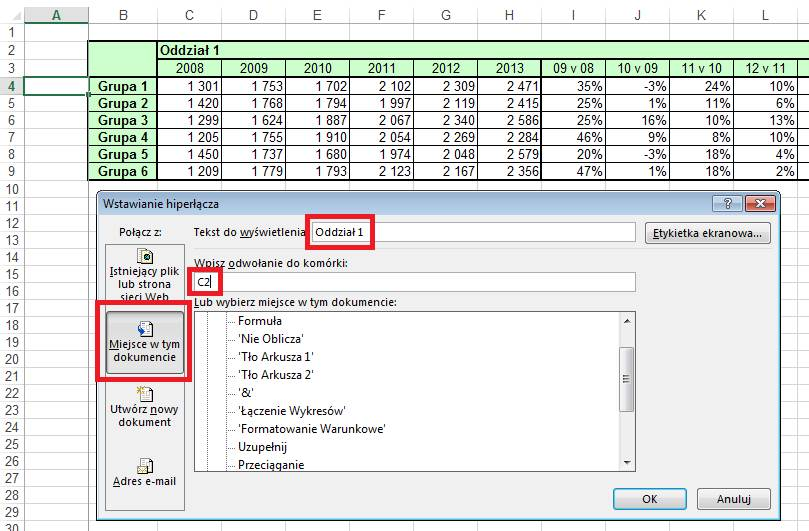 A B C D E F G H I J K L
1
2 Oddział 1
3 2008 2009 2010 2011 2012 2013 09 v 08 10 v 09 11 v 10 12 v 11
4 Grupa 1 1 301 1 753 1 702 2 102 2 309 2 471 35% -3% 24% 10%
5 Grupa 2 1 420 1 768 1 794 1 997 2 119 2 415 25% 1% 11% 6%
6 Grupa 3 1 299 1 624 1 887 2 067 2 340 2 586 25% 16% 10% 13%
7 Grupa 4 1 205 1 755 1 910 2 054 2 269 2 284 46% 9% 8% 10%
8 Grupa 5 1 450 1 737 1 680 1 974 2 048 2 579 20% -3% 18% 4%
9 Grupa 6 1 209 1 779 1 793 2 123 2 167 2 356 47% 1% 18% 2%
10
11 Wstawianie hiperłącza ?
12
13 Połącz z: Tekst do wyświetlenia Oddział 1 Etykietka ekranowa...
14 Istniejący plik Wpisz odwołanie do komórki:
15 lub strona C2
16 sieci Web Lub wybierz miejsce w tym dokumencie:
17 Formuła
18 'Nie Oblicza'
19 Miejsce w tym 'Tło Arkusza 1'
20 dokumencie 'Tło Arkusza 2'
21 '&'
22 Utwórz nowy 'Łączenie Wykresów'
23 dokument 'Formatowanie Warunkowe'
24 Uzupełnij
25 Przeciąganie
26 Adres e-mail
27
28 OK Anuluj
29
30